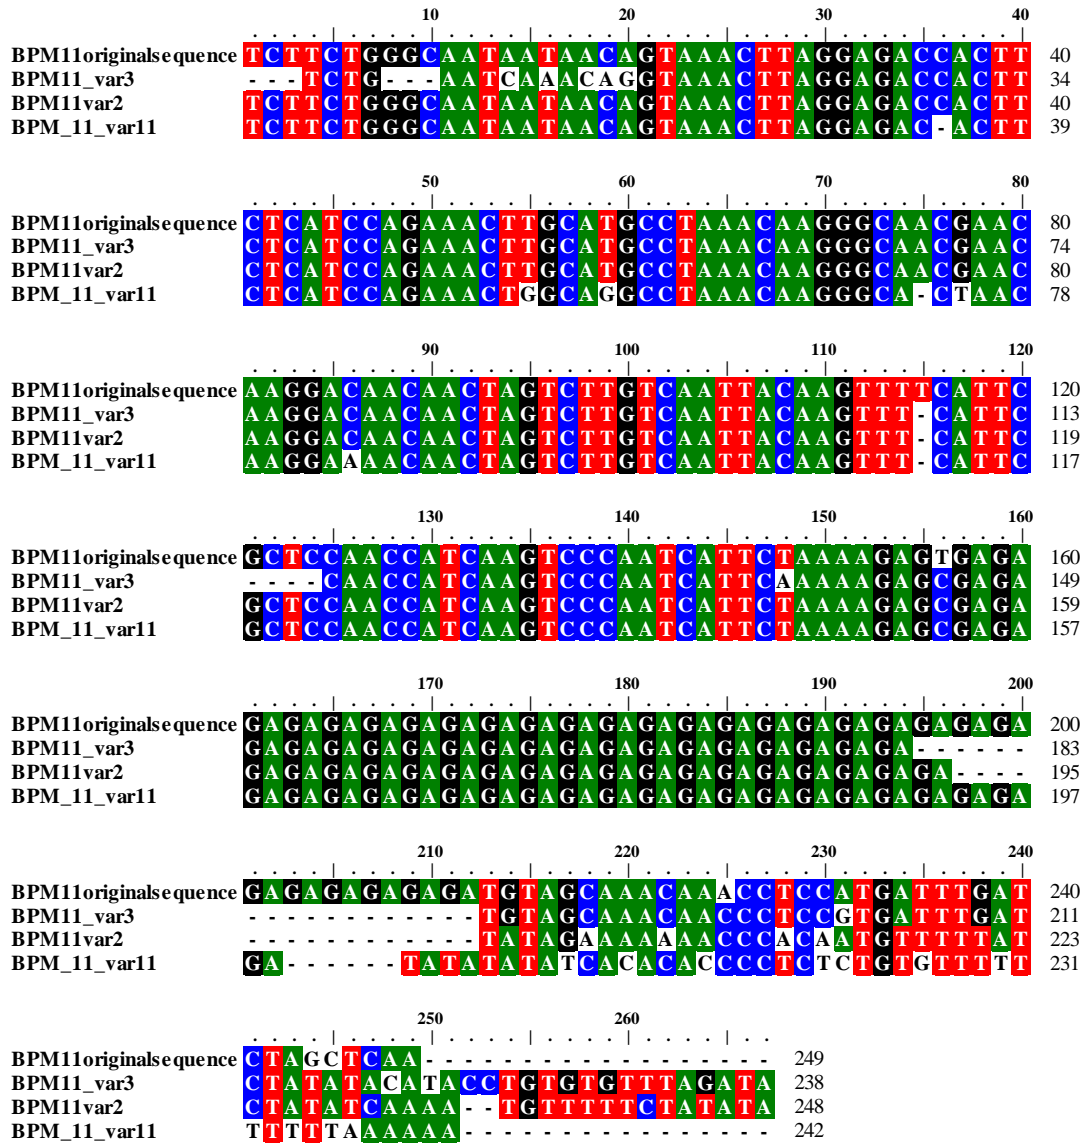 10 20 30 40
BPM11originalsequence TCTTCTGGGCAATAATAACAGTAAACTTAGGAGACCACTT 40
BPM11_var3 ---TCTG---AATCAAACAGGTAAACTTAGGAGACCACTT 34
BPM11var2 TCTTCTGGGCAATAATAACAGTAAACTTAGGAGACCACTT 40
BPM_11_var11 TCTTCTGGGCAATAATAACAGTAAACTTAGGAGAC-ACTT 39
50 60 70 80
BPM11originalsequence CTCATCCAGAAACTTGCATGCCTAAACAAGGGCAACGAAC 80
BPM11_var3 CTCATCCAGAAACTTGCATGCCTAAACAAGGGCAACGAAC 74
BPM11var2 CTCATCCAGAAACTTGCATGCCTAAACAAGGGCAACGAAC 80
BPM_11_var11 CTCATCCAGAAACTGGCAGGCCTAAACAAGGGCA-CTAAC 78
90 100 110 120
BPM11originalsequence AAGGACAACAACTAGTCTTGTCAATTACAAGTTTTCATTC 120
BPM11_var3 AAGGACAACAACTAGTCTTGTCAATTACAAGTTT-CATTC 113
BPM11var2 AAGGACAACAACTAGTCTTGTCAATTACAAGTTT-CATTC 119
BPM_11_var11 AAGGAAAACAACTAGTCTTGTCAATTACAAGTTT-CATTC 117
130 140 150 160
BPM11originalsequence GCTCCAACCATCAAGTCCCAATCATTCTAAAAGAGTGAGA 160
BPM11_var3 ----CAACCATCAAGTCCCAATCATTCAAAAAGAGCGAGA 149
BPM11var2 GCTCCAACCATCAAGTCCCAATCATTCTAAAAGAGCGAGA 159
BPM_11_var11 GCTCCAACCATCAAGTCCCAATCATTCTAAAAGAGCGAGA 157
170 180 190 200
BPM11originalsequence GAGAGAGAGAGAGAGAGAGAGAGAGAGAGAGAGAGAGAGA 200
BPM11_var3 GAGAGAGAGAGAGAGAGAGAGAGAGAGAGAGAGA------ 183
BPM11var2 GAGAGAGAGAGAGAGAGAGAGAGAGAGAGAGAGAGA---- 195
BPM_11_var11 GAGAGAGAGAGAGAGAGAGAGAGAGAGAGAGAGAGAGAGA 197
210 220 230 240
BPM11originalsequence GAGAGAGAGAGATGTAGCAAACAAACCTCCATGATTTGAT 240
BPM11_var3 ------------TGTAGCAAACAACCCTCCGTGATTTGAT 211
BPM11var2 ------------TATAGAAAAAAACCCACAATGTTTTTAT 223
BPM_11_var11 GA------TATATATATCACACACCCCTCTCTGTGTTTTT 231
250 260
BPM11originalsequence CTAGCTCAA------------------ 249
BPM11_var3 CTATATACATACCTGTGTGTTTAGATA 238
BPM11var2 CTATATCAAAA--TGTTTTTCTATATA 248
BPM_11_var11 TTTTTAAAAAA---------------- 242